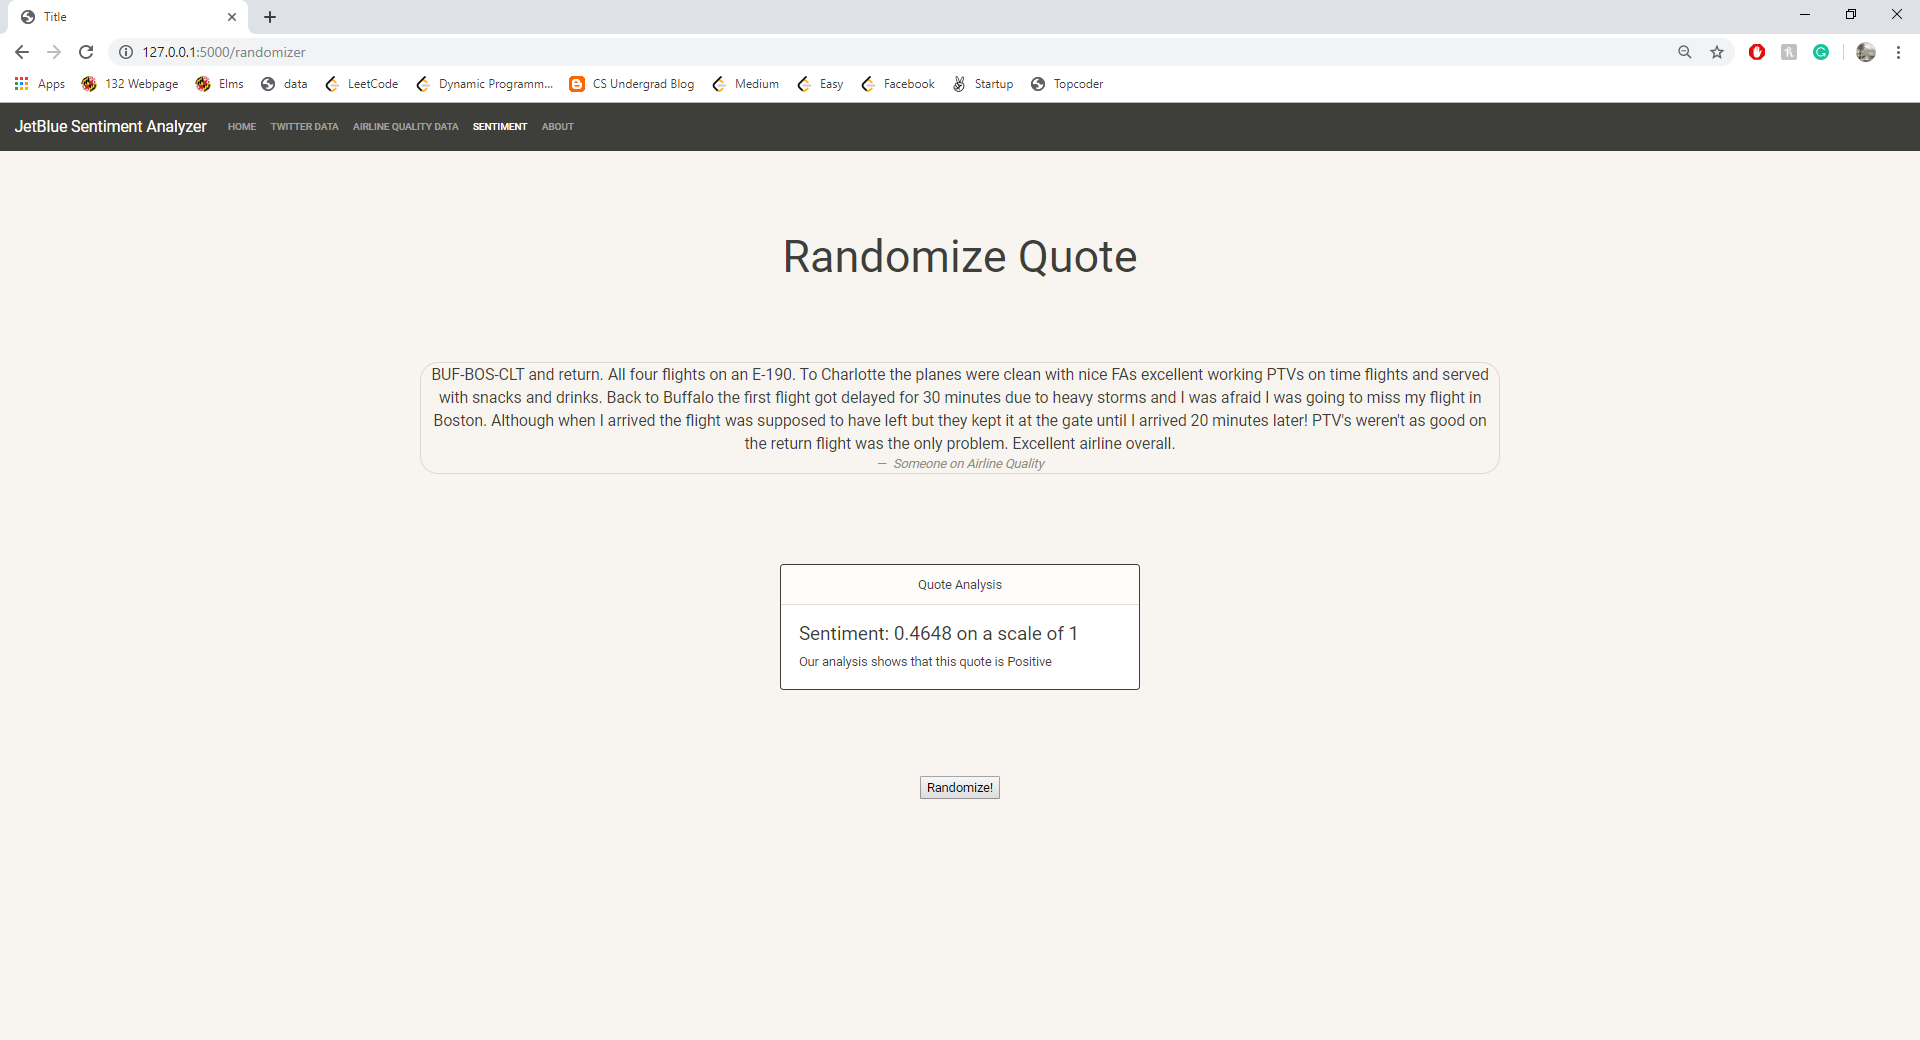 Title
127.0.0.1:5000/randomizer
Apps 132 Webpage Elms data LeetCode Dynamic Programm... CS Undergrad Blog Medium Easy Facebook Startup Topcoder
JetBlue Sentiment Analyzer HOME TWITTER DATA AIRLINE QUALITY DATA SENTIMENT ABOUT
Randomize Quote
BUF-BOS-CLT and return. All four flights on an E-190. To Charlotte the planes were clean with nice FAs excellent working PTVs on time flights and served
with snacks and drinks. Back to Buffalo the first flight got delayed for 30 minutes due to heavy storms and I was afraid I was going to miss my flight in
Boston. Although when I arrived the flight was supposed to have left but they kept it at the gate until I arrived 20 minutes later! PTV's weren't as good on
the return flight was the only problem. Excellent airline overall.
— Someone on Airline Quality
Quote Analysis
Sentiment: 0.4648 on a scale of 1
Our analysis shows that this quote is Positive
Randomize!